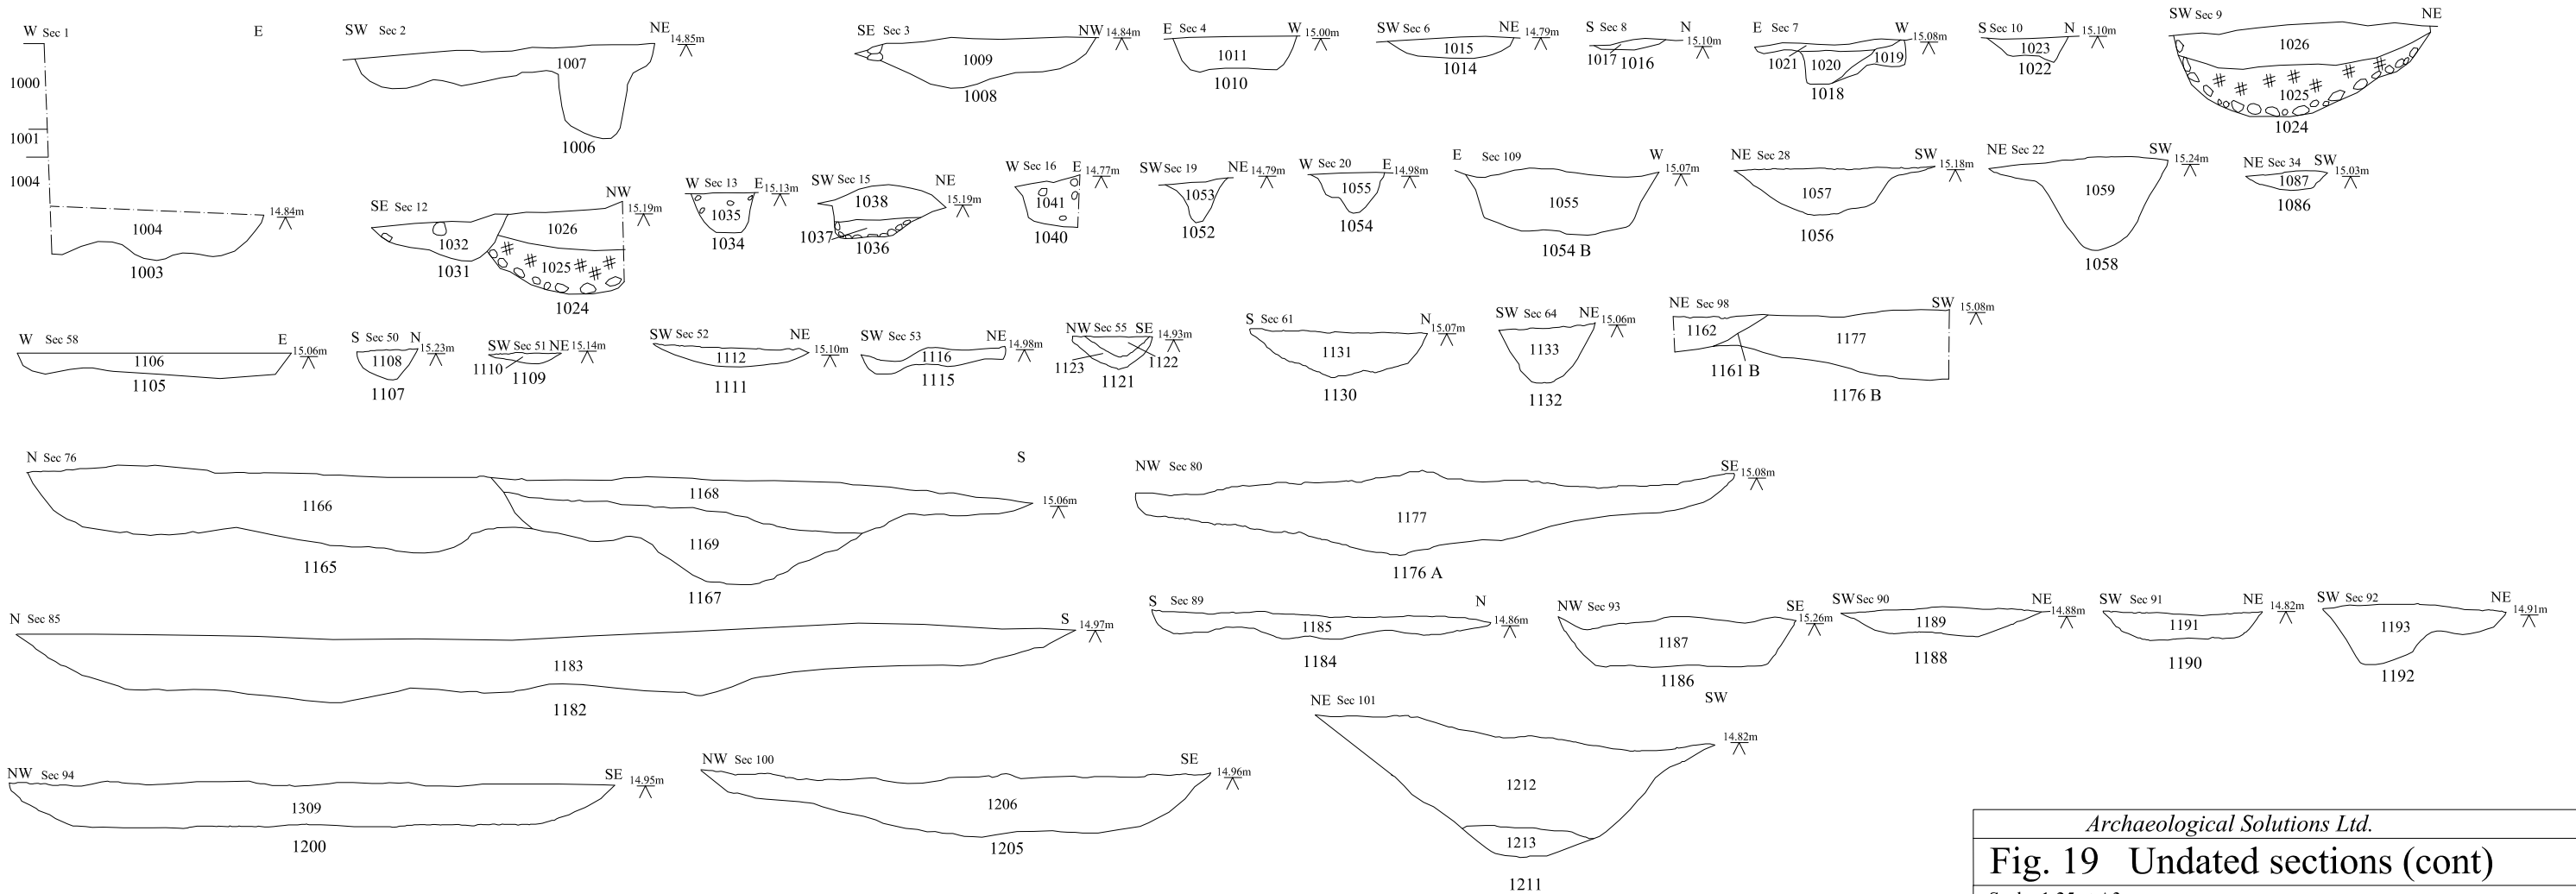 W Sec 1 E
1000
1001
1004
1004
14.84m
1003
SW Sec 2 NE 14.85m
1007
1006
SE Sec 3 NW 14.84m
1009
1008
E Sec 4 W 15.00m
1011
1010
SW Sec 6 NE 14.79m
1015
1014
S Sec 8 N 15.10m
1017 1016
E Sec 7 W 15.08m
1021 1020 1019
1018
S Sec 10 N 15.10m
1023
1022
SW Sec 9 NE
1026
1025
1024
SE Sec 12 NW 15.19m
1032 1026
1025
1031
1024
W Sec 13 E 15.13m
1035
1034
SW Sec 15 NE 15.19m
1038
1037 1036
W Sec 16 E 14.77m
1041
1040
SW Sec 19 NE 14.79m
1053
1052
W Sec 20 E 14.98m
1055
1054
E Sec 109 W 15.07m
1055
1054 B
NE Sec 28 SW 15.18m
1057
1056
NE Sec 22 SW 15.24m
1059
1058
NE Sec 34 SW 15.03m
1087
1086
W Sec 58 E 15.06m
1106
1105
S Sec 50 N 15.23m
1108
1107
SW Sec 51 NE 15.14m
1110 1109
SW Sec 52 NE 15.10m
1112
1111
SW Sec 53 NE 14.98m
1116
1115
NW Sec 55 SE 14.93m
1123 1122
1121
S Sec 61 N 15.07m
1131
1130
SW Sec 64 NE 15.06m
1133
1132
NE Sec 98 SW 15.08m
1162 1177
1161 B
1176 B
N Sec 76 S
15.06m
1166 1168
1169
1165
1167
NW Sec 80 SE 15.08m
1177
1176 A
N Sec 85 S 14.97m
1183
1182
S Sec 89 N 14.86m
1185
1184
NW Sec 93 SE 15.26m
1187
1186
SW Sec 90 NE 14.88m
1189
1188
SW Sec 91 NE 14.82m
1191
1190
SW Sec 92 NE 14.91m
1193
1192
NW Sec 94 SE 14.95m
1309
1200
NW Sec 100 SE 14.96m
1206
1205
NE Sec 101 SW
14.82m
1212
1213
1211
Archaeological Solutions Ltd.
Fig. 19 Undated sections (cont)